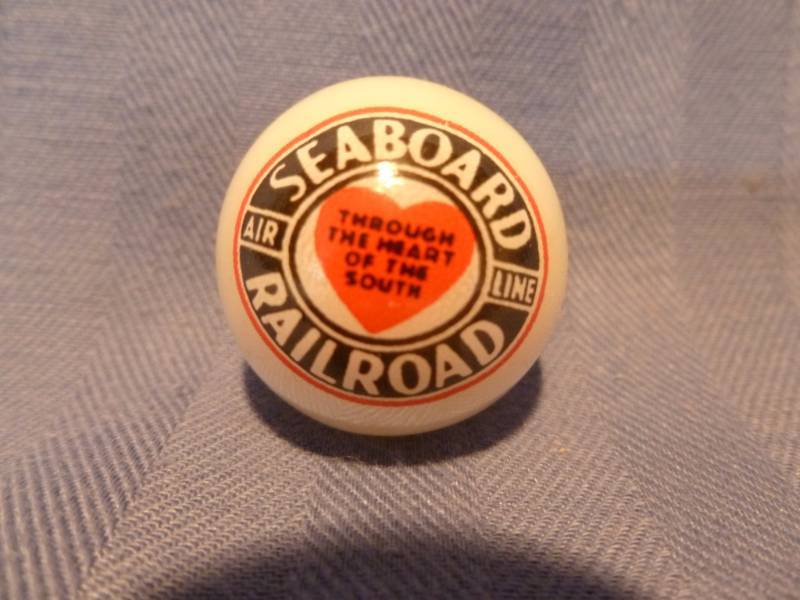 SEABOARD
AIR
LINE
RAILROAD
THROUGH
THE HEART
OF THE
SOUTH